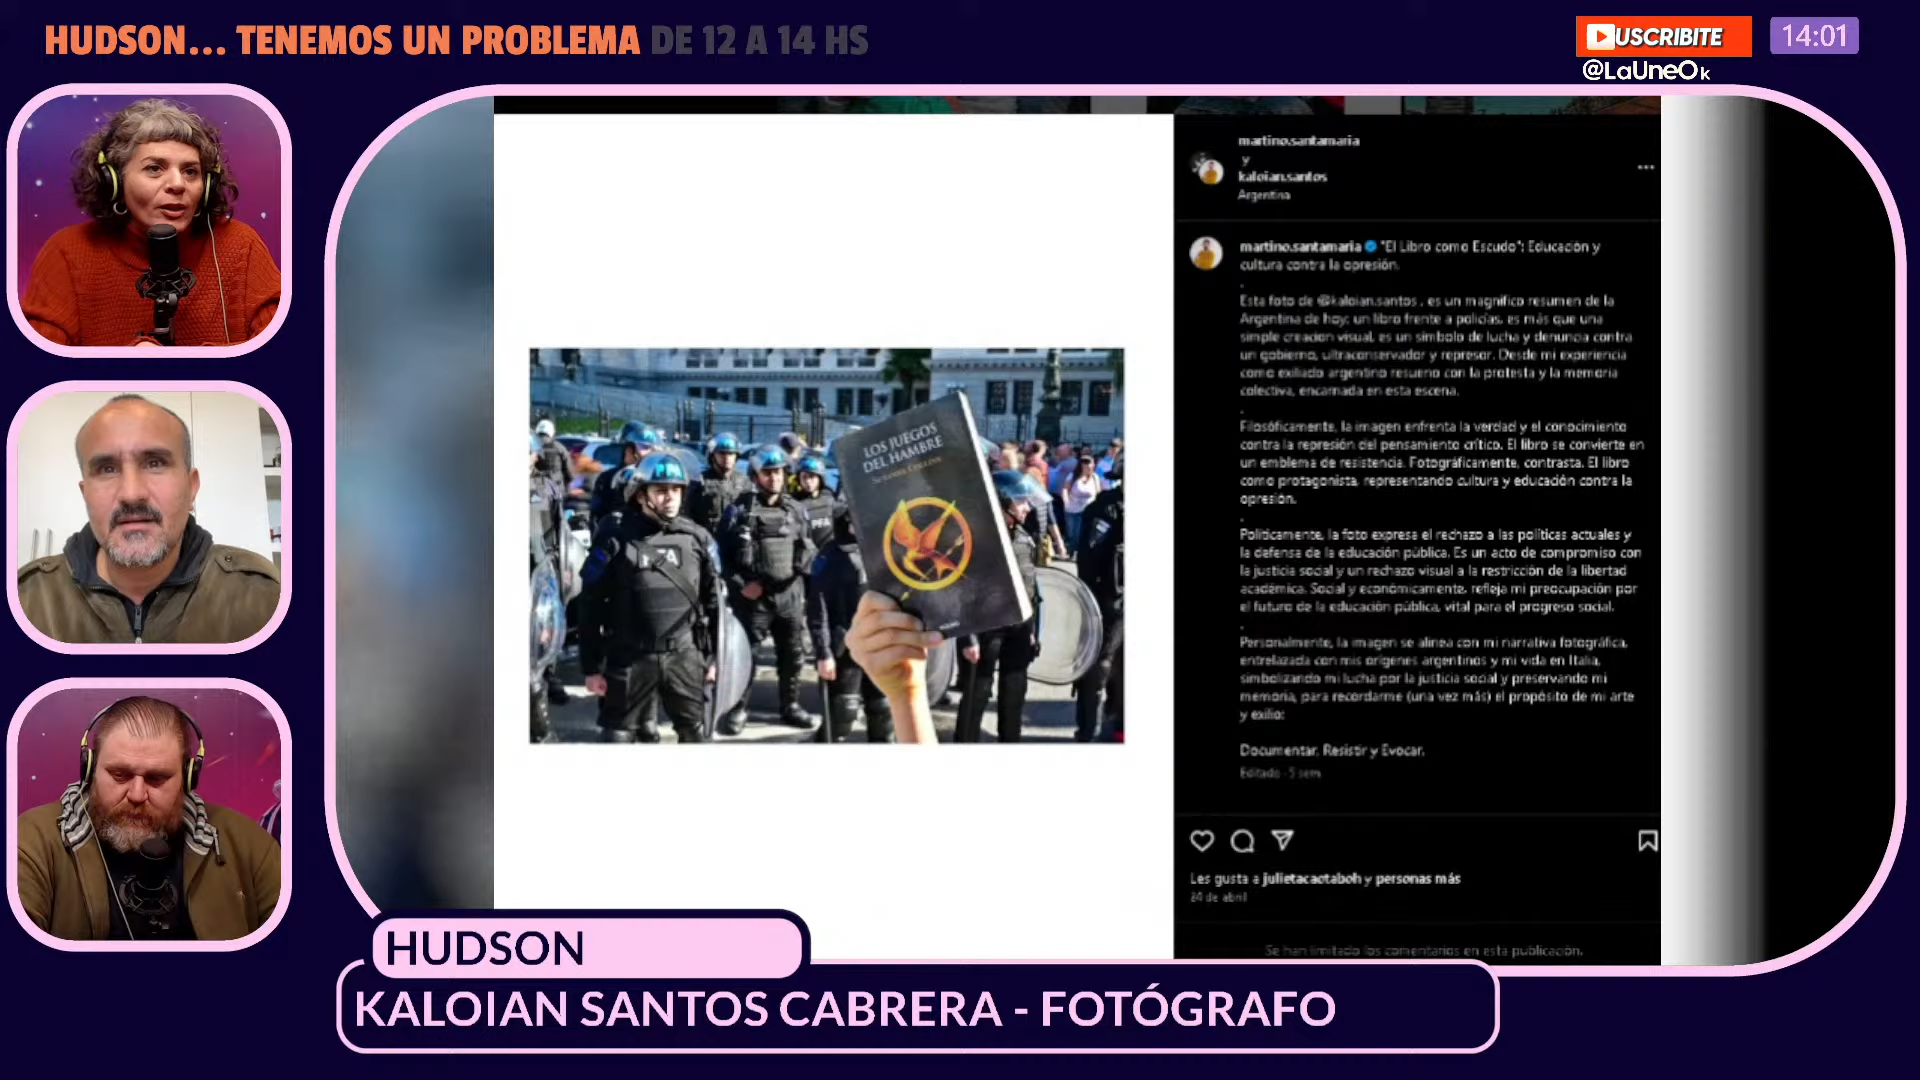 HUDSON... TENEMOS UN PROBLEMA DE 12 A 14 HS
SUSCRIBITE
@LaUneOk
14:01
martino.santamaria
y
kaloian.santos
Argentina
martino.santamaria "El Libro como Escudo": Educación y
cultura contra la opresión.
.
Esta foto de @kaloian.santos , es un magnífico resumen de la
Argentina de hoy: un libro frente a policías, es más que una
simple creacion visual, es un símbolo de lucha y denuncia contra
un gobierno, ultraconservador y represor. Desde mi experiencia
como exiliado argentino resueno con la protesta y la memoria
colectiva, encarnada en esta escena.
.
Filosóficamente, la imagen enfrenta la verdad y el conocimiento
contra la represión del pensamiento crítico. El libro se convierte en
un emblema de resistencia. Fotográficamente, contrasta. El libro
como protagonista, representando cultura y educación contra la
opresión.
.
Políticamente, la foto expresa el rechazo a las políticas actuales y
la defensa de la educación pública. Es un acto de compromiso con
la justicia social y un rechazo visual a la restricción de la libertad
académica. Social y económicamente, refleja mi preocupación por
el futuro de la educación pública, vital para el progreso social.
.
Personalmente, la imagen se alinea con mi narrativa fotográfica,
entrelazada con mis orígenes argentinos y mi vida en Italia,
simbolizando mi lucha por la justicia social y preservando mi
memoria, para recordarme (una vez más) el propósito de mi arte
y exilio:
Documentar, Resistir y Evocar.
Editado · 5 sem
Les gusta a julietacaotaboh y personas más
24 de abril
Se han limitado los comentarios en esta publicación.
LOS JUEGOS
DEL HAMBRE
SUZANNE COLLINS
PFA
PFA
HUDSON
KALOIAN SANTOS CABRERA - FOTÓGRAFO